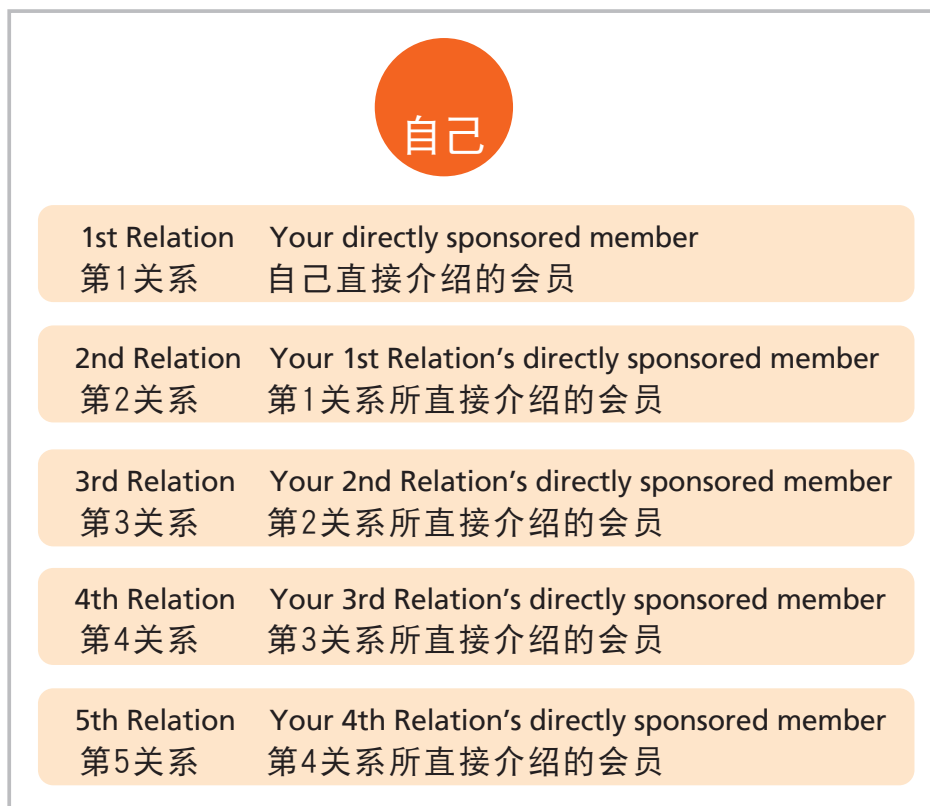 自己
1st Relation Your directly sponsored member
第1关系 自己直接介绍的会员
2nd Relation Your 1st Relation’s directly sponsored member
第2关系 第1关系所直接介绍的会员
3rd Relation Your 2nd Relation’s directly sponsored member
第3关系 第2关系所直接介绍的会员
4th Relation Your 3rd Relation’s directly sponsored member
第4关系 第3关系所直接介绍的会员
5th Relation Your 4th Relation’s directly sponsored member
第5关系 第4关系所直接介绍的会员